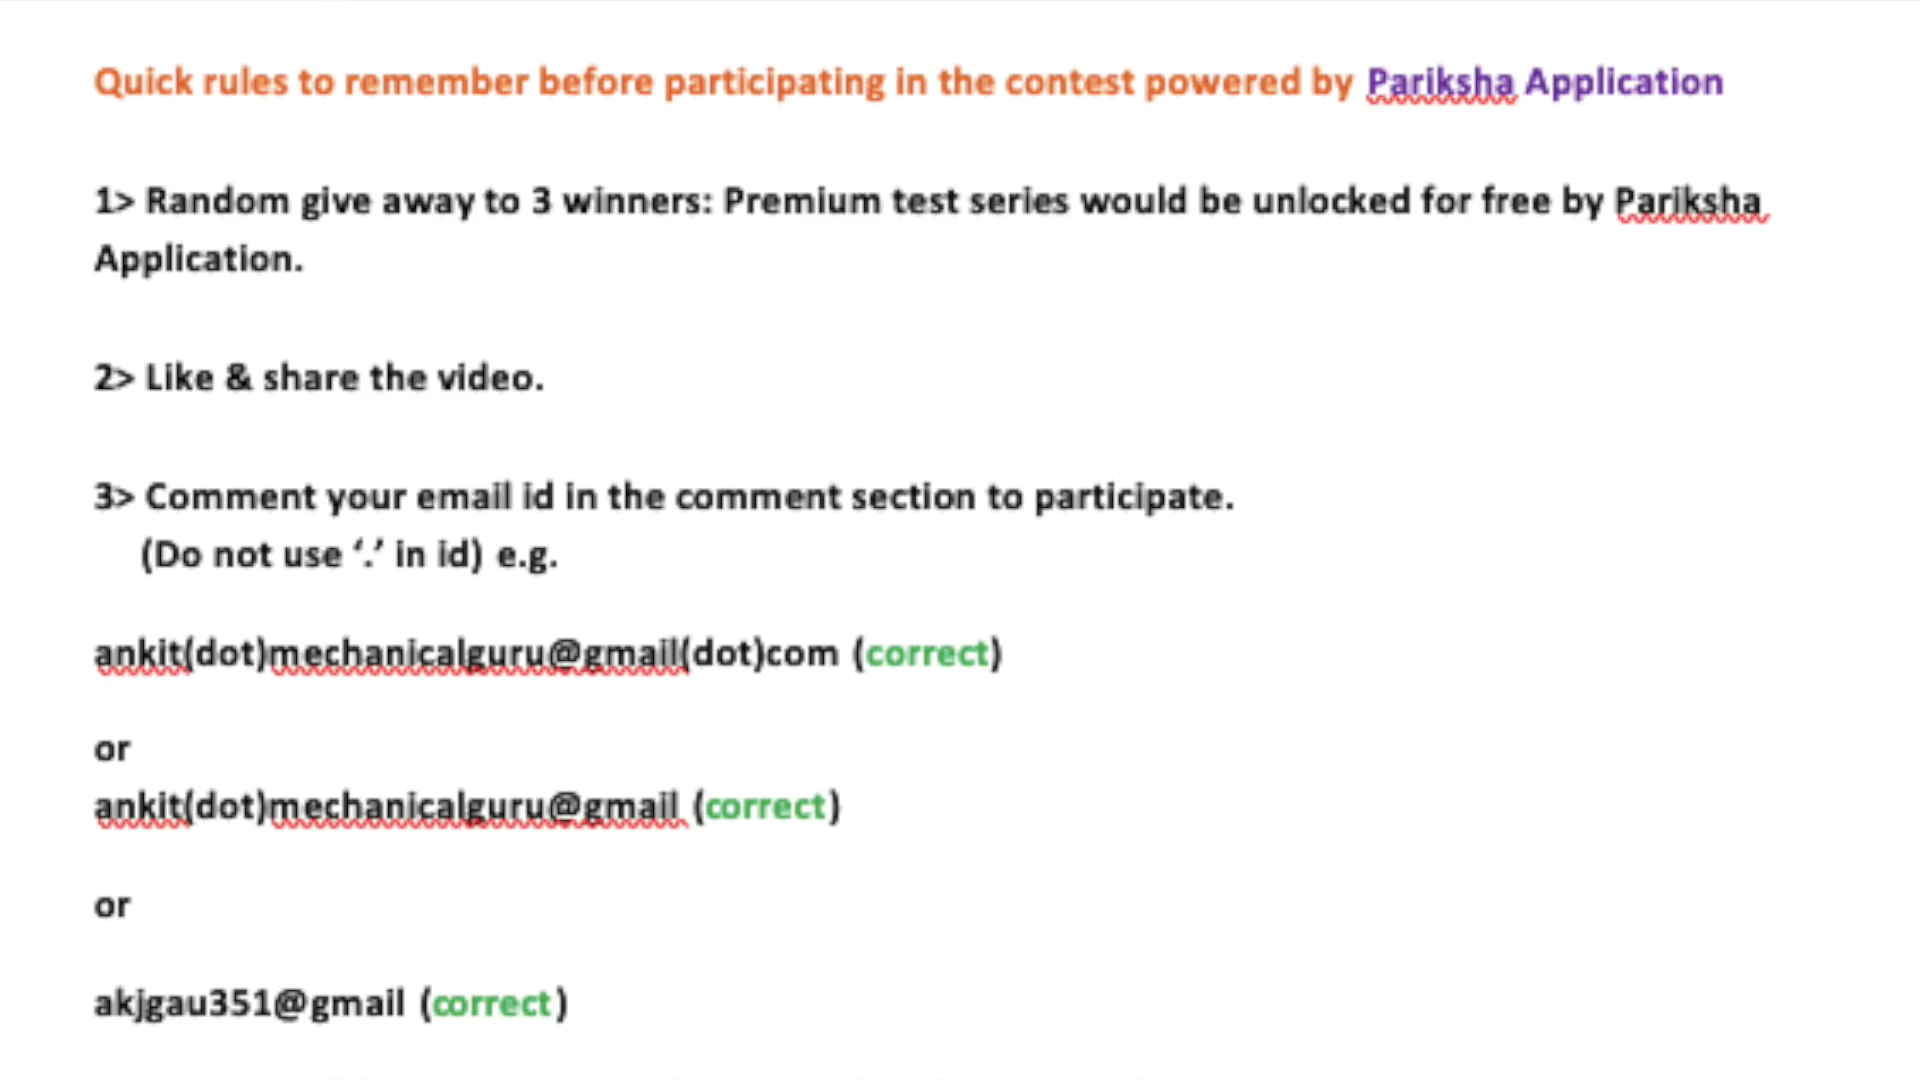 Quick rules to remember before participating in the contest powered by Pariksha Application
1> Random give away to 3 winners: Premium test series would be unlocked for free by Pariksha
Application.
2> Like & share the video.
3> Comment your email id in the comment section to participate.
(Do not use ‘.’ in id) e.g.
ankit(dot)mechanicalguru@gmail(dot)com (correct)
or
ankit(dot)mechanicalguru@gmail (correct)
or
akjgau351@gmail (correct)